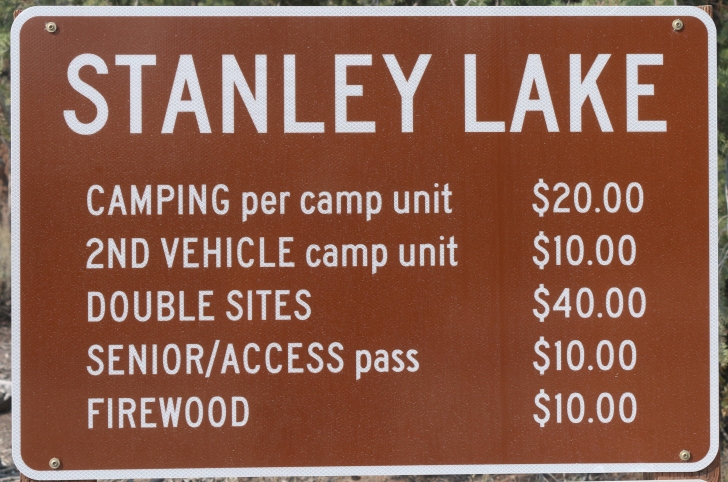 STANLEY LAKE
CAMPING per camp unit $20.00
2ND VEHICLE camp unit $10.00
DOUBLE SITES $40.00
SENIOR/ACCESS pass $10.00
FIREWOOD $10.00